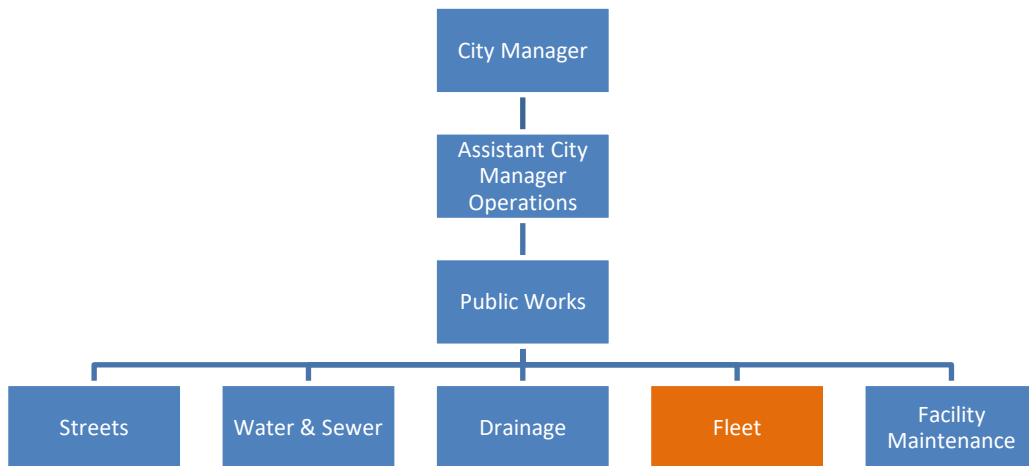 City Manager
Assistant City
Manager
Operations
Public Works
Streets
Water & Sewer
Drainage
Fleet
Facility
Maintenance